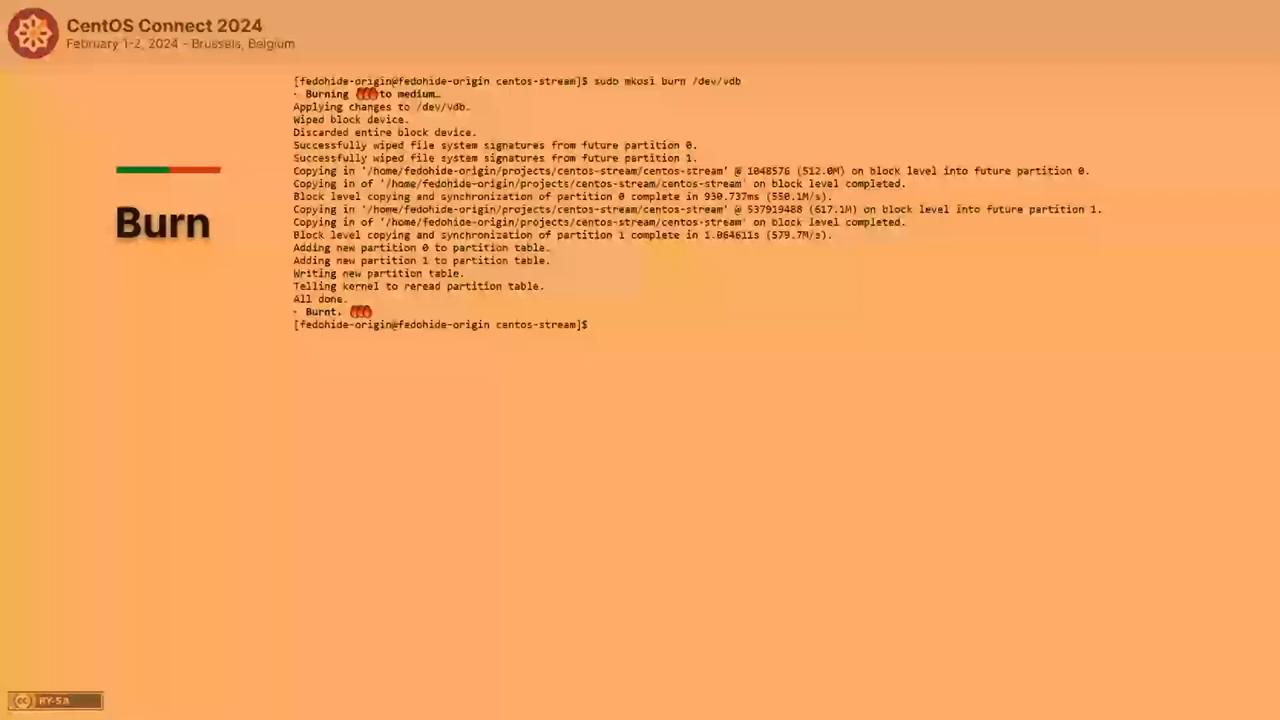 CentOS Connect 2024
February 1-2, 2024 - Brussels, Belgium
Burn
[fedohide-origin@fedohide-origin centos-stream]$ sudo mkosi burn /dev/vdb
‣ Burning 🔥🔥🔥to medium…
Applying changes to /dev/vdb.
Wiped block device.
Discarded entire block device.
Successfully wiped file system signatures from future partition 0.
Successfully wiped file system signatures from future partition 1.
Copying in '/home/fedohide-origin/projects/centos-stream/centos-stream' @ 1048576 (512.0M) on block level into future partition 0.
Copying in of '/home/fedohide-origin/projects/centos-stream/centos-stream' on block level completed.
Block level copying and synchronization of partition 0 complete in 930.737ms (550.1M/s).
Copying in '/home/fedohide-origin/projects/centos-stream/centos-stream' @ 537919488 (617.1M) on block level into future partition 1.
Copying in of '/home/fedohide-origin/projects/centos-stream/centos-stream' on block level completed.
Block level copying and synchronization of partition 1 complete in 1.064611s (579.7M/s).
Adding new partition 0 to partition table.
Adding new partition 1 to partition table.
Writing new partition table.
Telling kernel to reread partition table.
All done.
‣ Burnt. 🔥🔥🔥
[fedohide-origin@fedohide-origin centos-stream]$
cc BY-SA